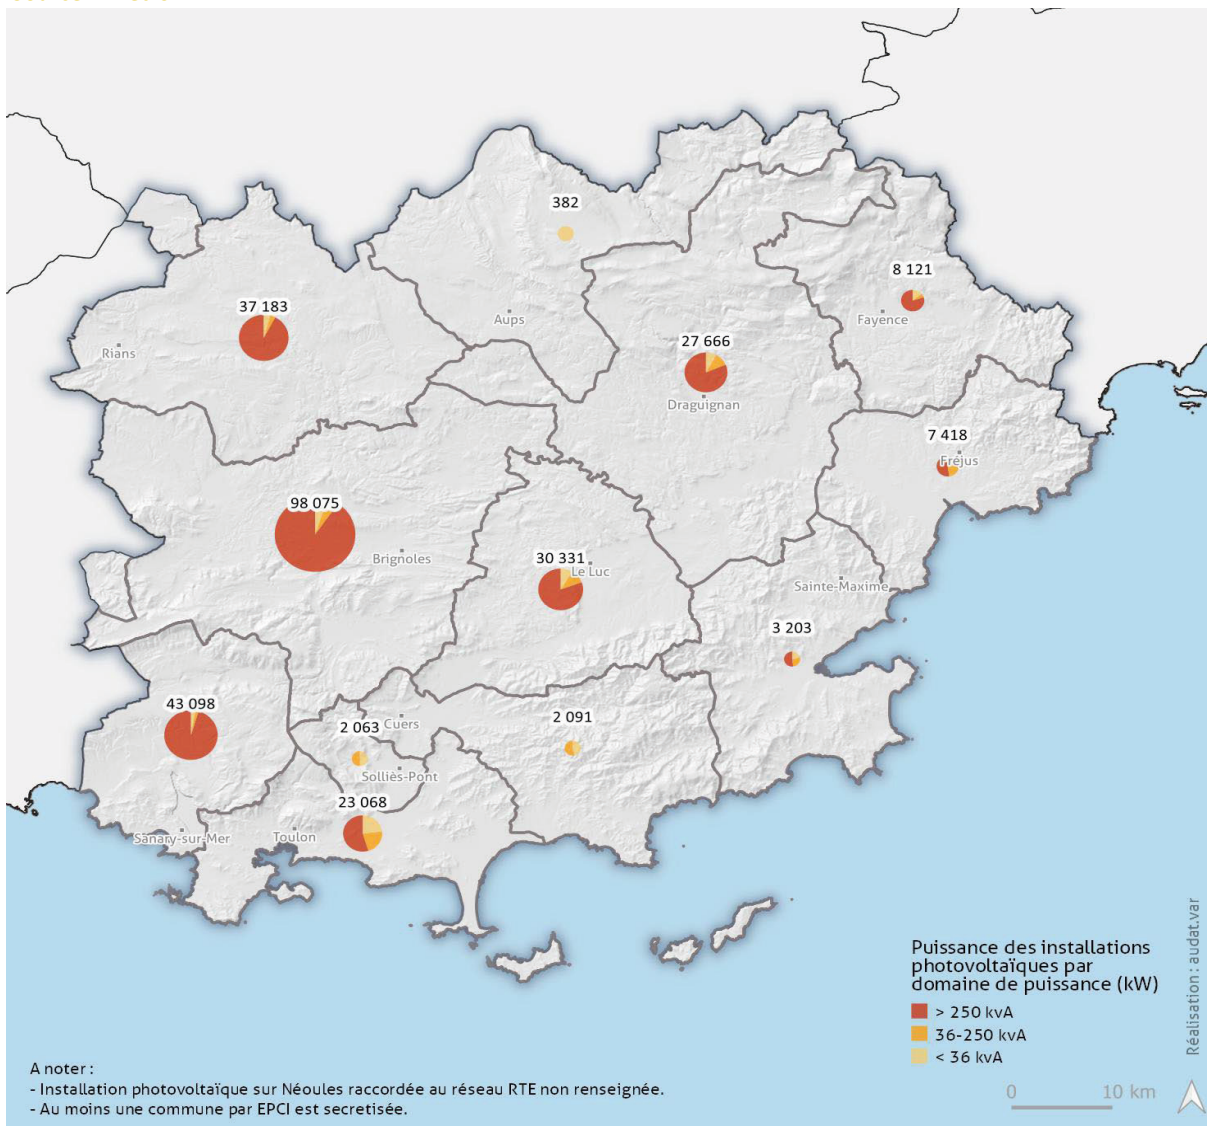 382
8 121
37 183
Aups
Fayence
27 666
Rians
Draguignan
7 418
Fréjus
98 075
30 331
Brignoles
Le Luc
Sainte-Maxime
3 203
43 098
2 063
Cuers
2 091
Solliès-Pont
23 068
Sanary-sur-Mer
Toulon
Puissance des installations
photovoltaïques par
domaine de puissance (kW)
> 250 kvA
36-250 kvA
< 36 kvA
Réalisation : audat.var
A noter :
- Installation photovoltaïque sur Néoules raccordée au réseau RTE non renseignée.
- Au moins une commune par EPCI est secretisée.
0 10 km